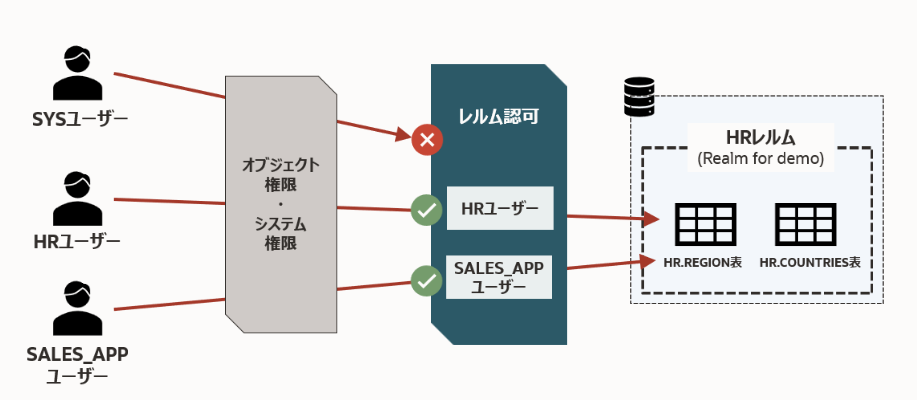 SYSユーザー
HRユーザー
SALES_APP
ユーザー
オブジェクト
権限
・
システム
権限
レルム認可
HRユーザー
SALES_APP
ユーザー
HRレルム
(Realm for demo)
HR.REGION表
HR.COUNTRIES表